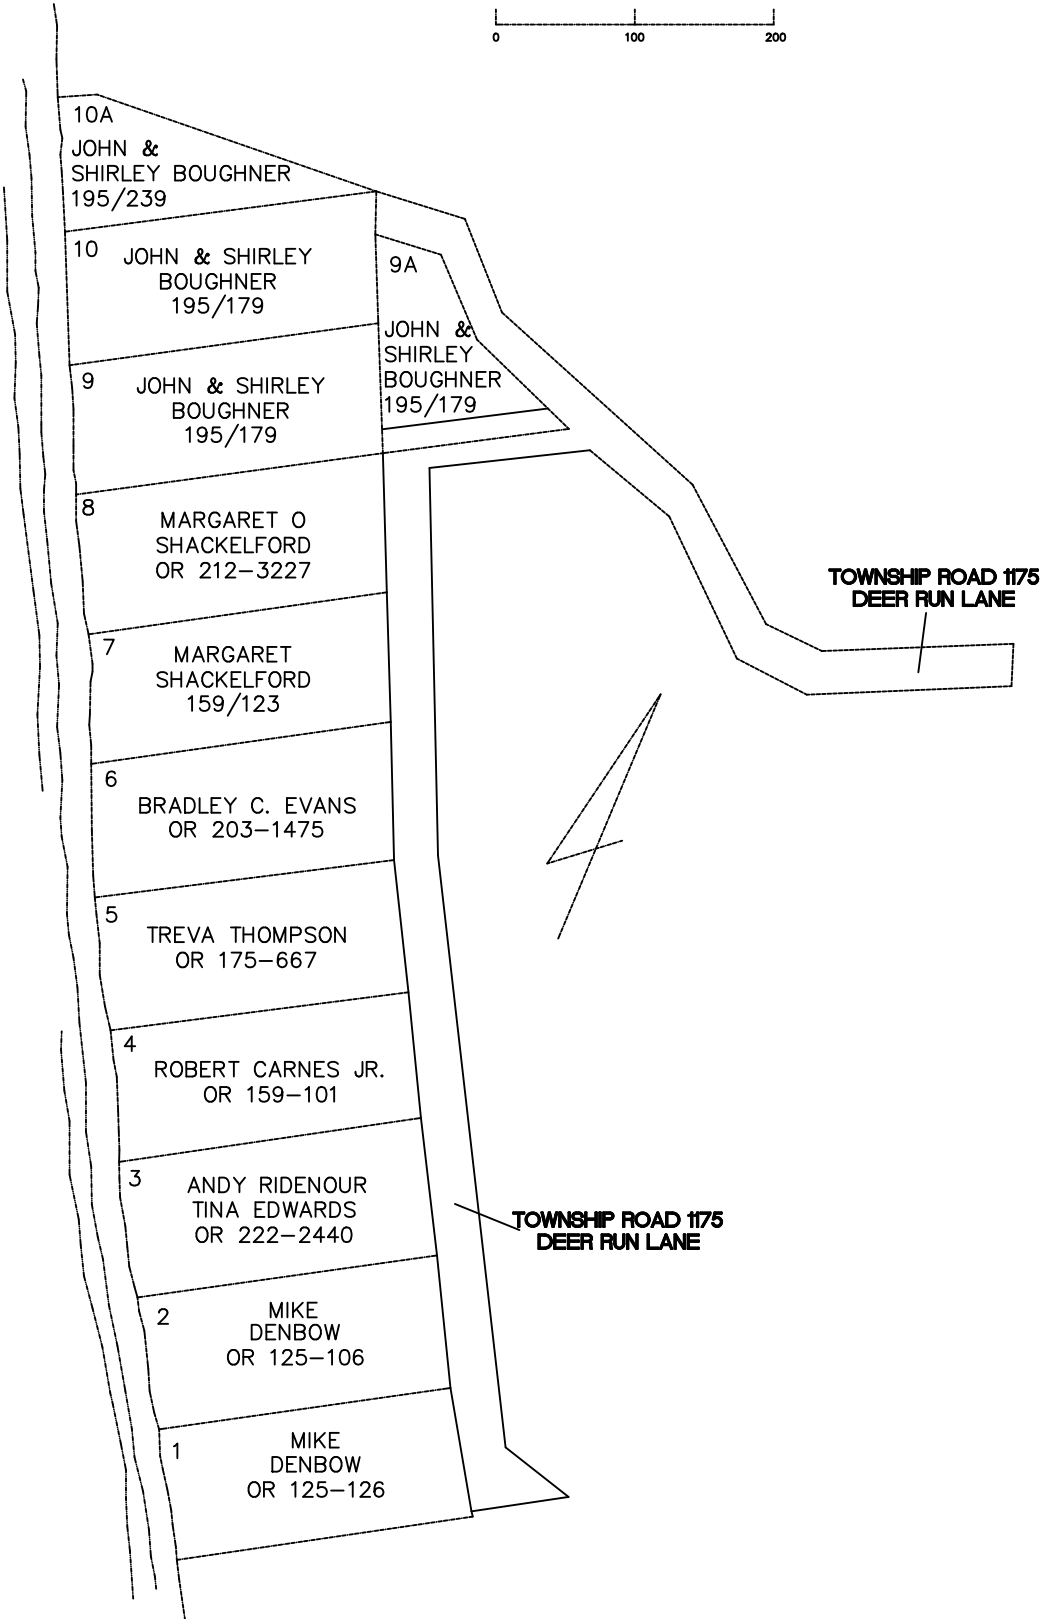 0 100 200
10A
JOHN &
SHIRLEY BOUGHNER
195/239
10
JOHN & SHIRLEY
BOUGHNER
195/179
9A
JOHN &
SHIRLEY
BOUGHNER
195/179
9
JOHN & SHIRLEY
BOUGHNER
195/179
8
MARGARET O
SHACKELFORD
OR 212-3227
TOWNSHIP ROAD 1175
DEER RUN LANE
7
MARGARET
SHACKELFORD
159/123
6
BRADLEY C. EVANS
OR 203-1475
5
TREVA THOMPSON
OR 175-667
4
ROBERT CARNES JR.
OR 159-101
3
ANDY RIDENOUR
TINA EDWARDS
OR 222-2440
TOWNSHIP ROAD 1175
DEER RUN LANE
2
MIKE
DENBOW
OR 125-106
1
MIKE
DENBOW
OR 125-126